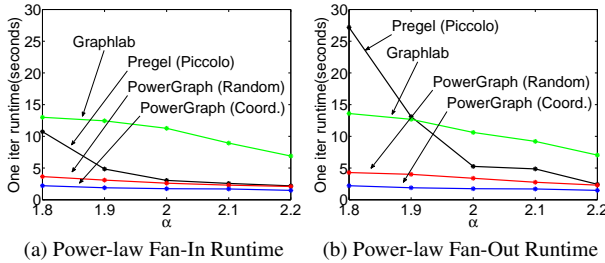 One iter runtime(seconds)
30
25
20
15
10
5
0
1.8
1.9
2
2.1
2.2
α
Graphlab
Pregel (Piccolo)
PowerGraph (Random)
PowerGraph (Coord.)
(a) Power-law Fan-In Runtime
One iter runtime(seconds)
30
25
20
15
10
5
0
1.8
1.9
2
2.1
2.2
α
Pregel (Piccolo)
Graphlab
PowerGraph (Random)
PowerGraph (Coord.)
(b) Power-law Fan-Out Runtime